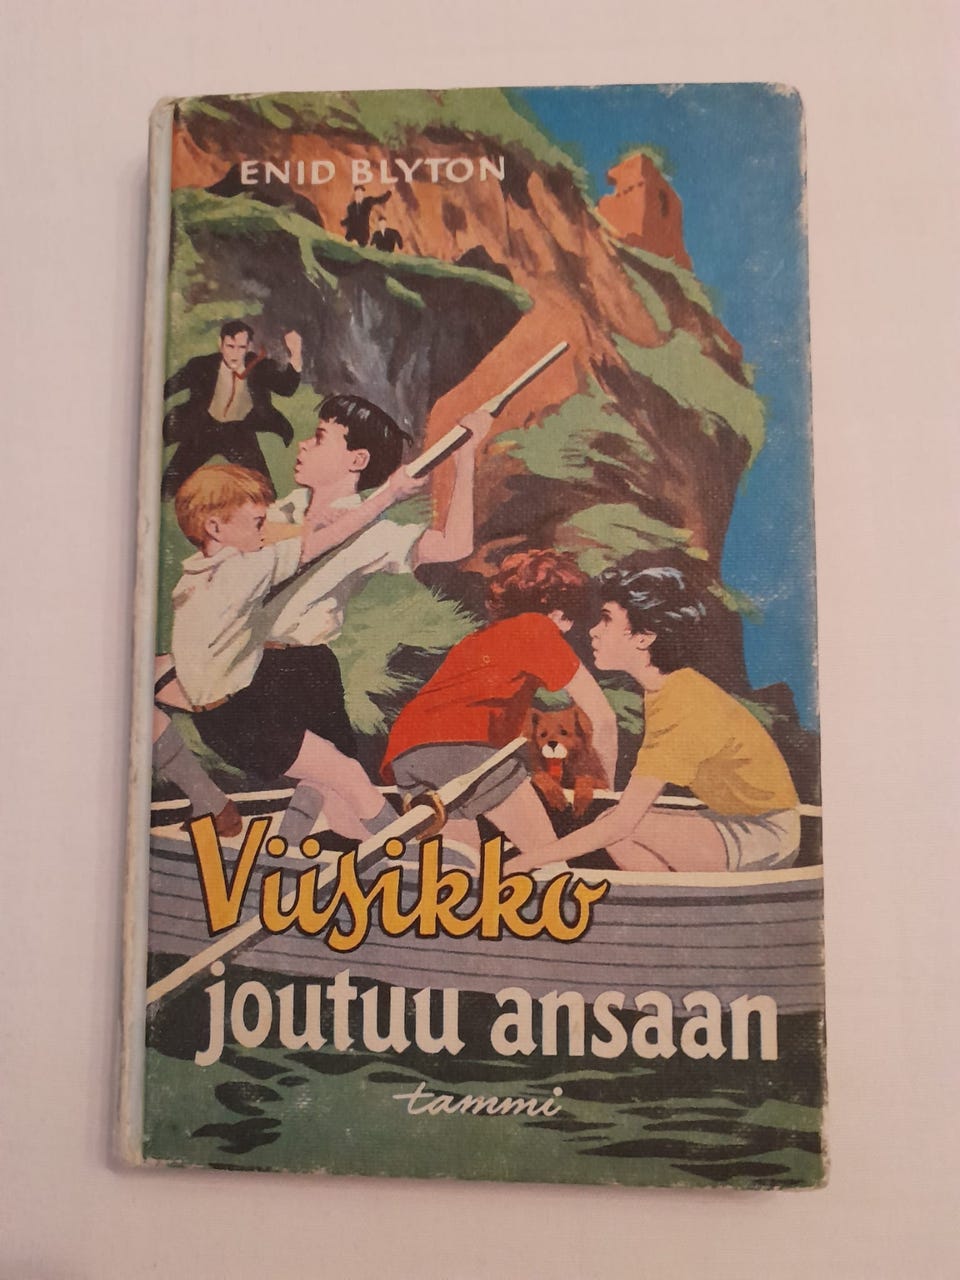 ENID BLYTON
Viisikko
joutuu ansaan
tammi